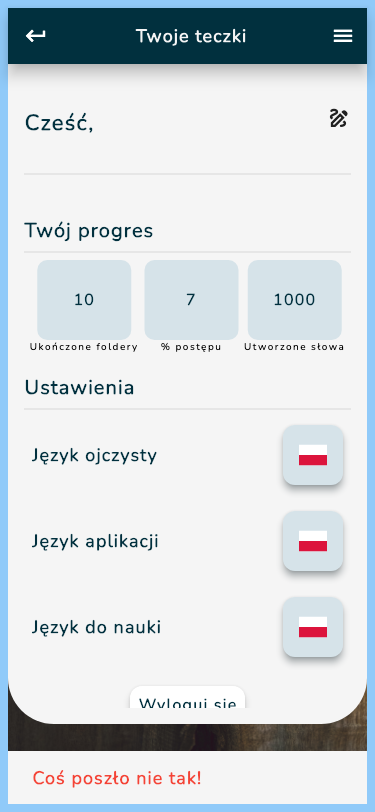 Twoje teczki
Cześć,
Twój progres
10 7 1000
Ukończone foldery % postępu Utworzone słowa
Ustawienia
Język ojczysty
Język aplikacji
Język do nauki
Wyloguj się
Coś poszło nie tak!